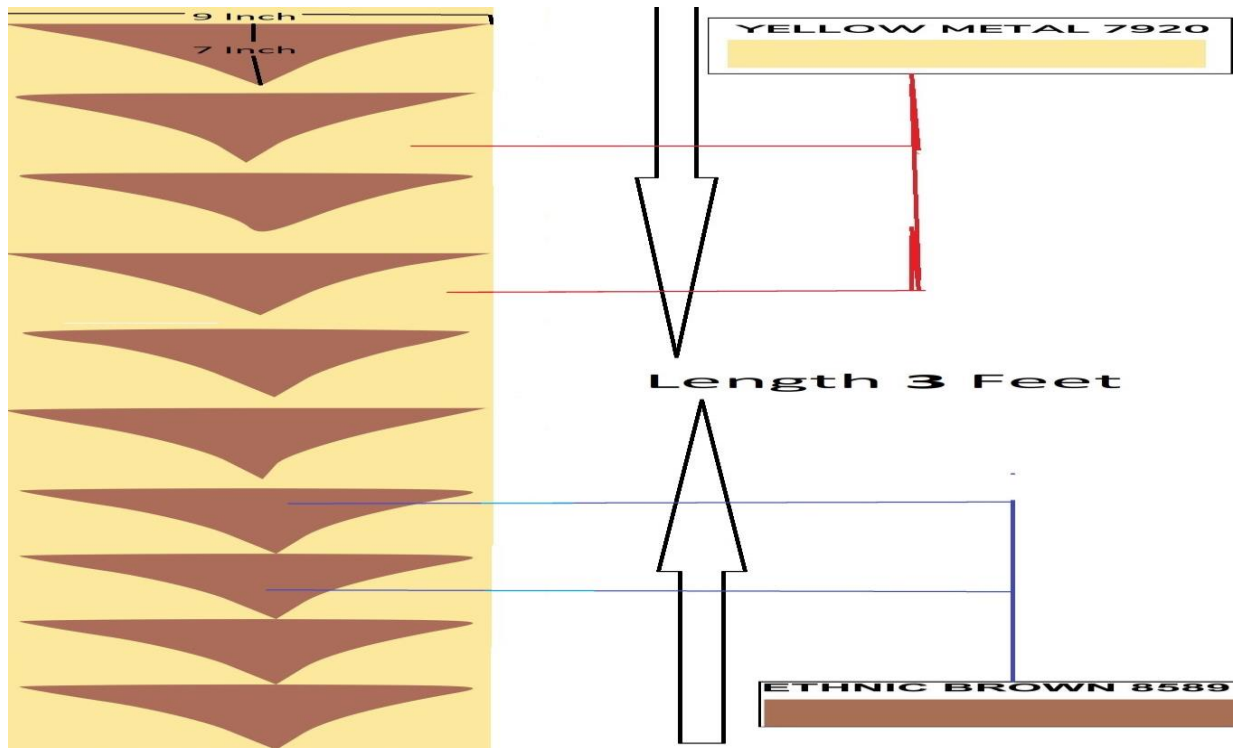 9 Inch
7 Inch
YELLOW METAL 7920
Length 3 Feet
ETHNIC BROWN 8589